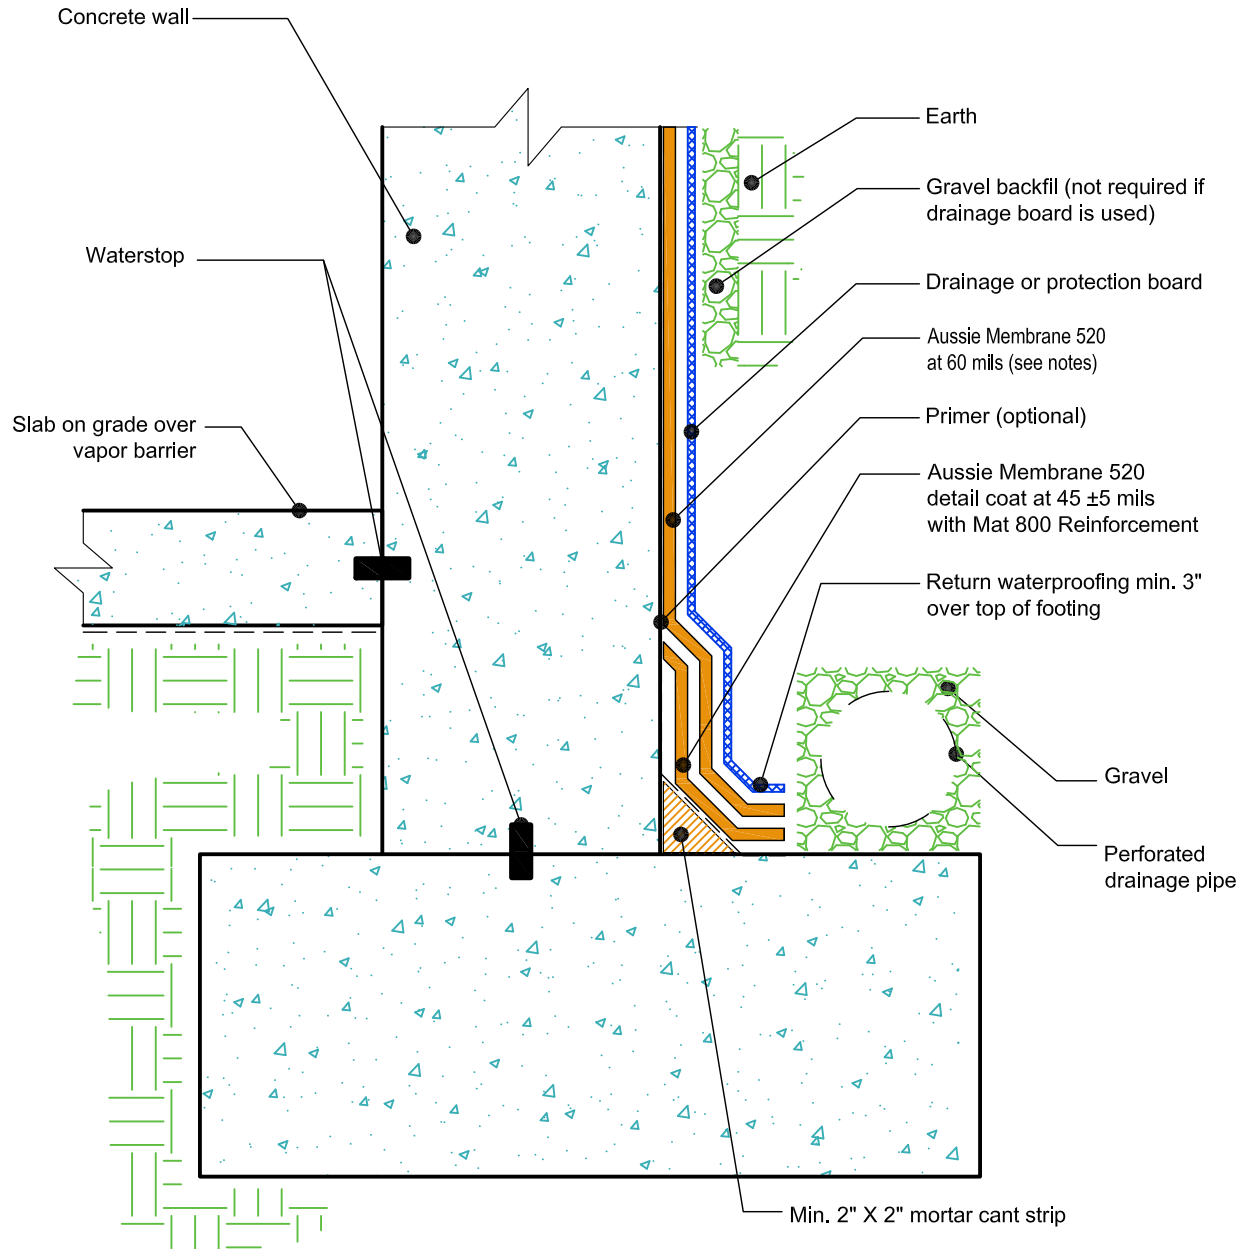 Concrete wall
Waterstop
Slab on grade over
vapor barrier
Earth
Gravel backfil (not required if
drainage board is used)
Drainage or protection board
Aussie Membrane 520
at 60 mils (see notes)
Primer (optional)
Aussie Membrane 520
detail coat at 45 ±5 mils
with Mat 800 Reinforcement
Return waterproofing min. 3"
over top of footing
Gravel
Perforated
drainage pipe
Min. 2" X 2" mortar cant strip